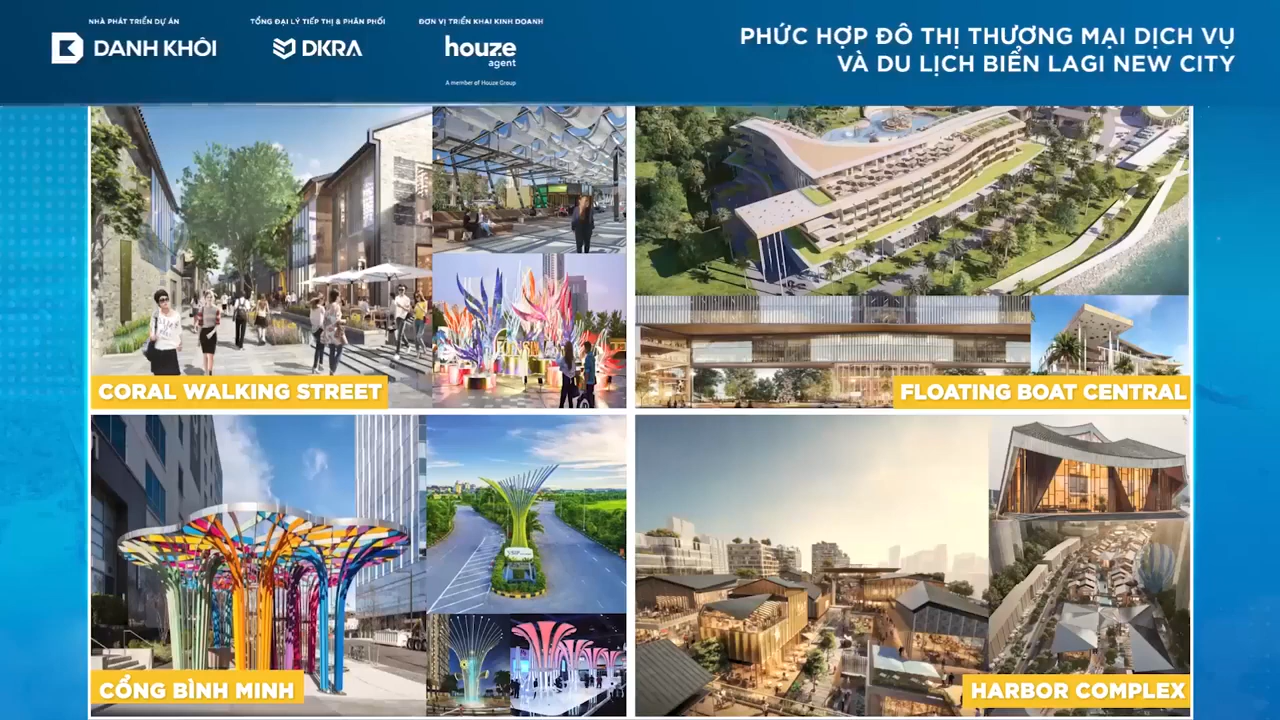 NHÀ PHÁT TRIỂN DỰ ÁN
DANH KHÔI
TỔNG ĐẠI LÝ TIẾP THỊ & PHÂN PHỐI
DKRA
ĐƠN VỊ TRIỂN KHAI KINH DOANH
houze
agent
A member of Houze Group
PHỨC HỢP ĐÔ THỊ THƯƠNG MẠI DỊCH VỤ
VÀ DU LỊCH BIỂN LAGI NEW CITY
CORAL WALKING STREET
FLOATING BOAT CENTRAL
CỔNG BÌNH MINH
HARBOR COMPLEX